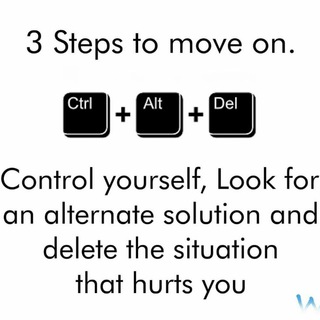 3 Steps to move on.
Ctrl + Alt + Del
Control yourself, Look for
an alternate solution and
delete the situation
that hurts you